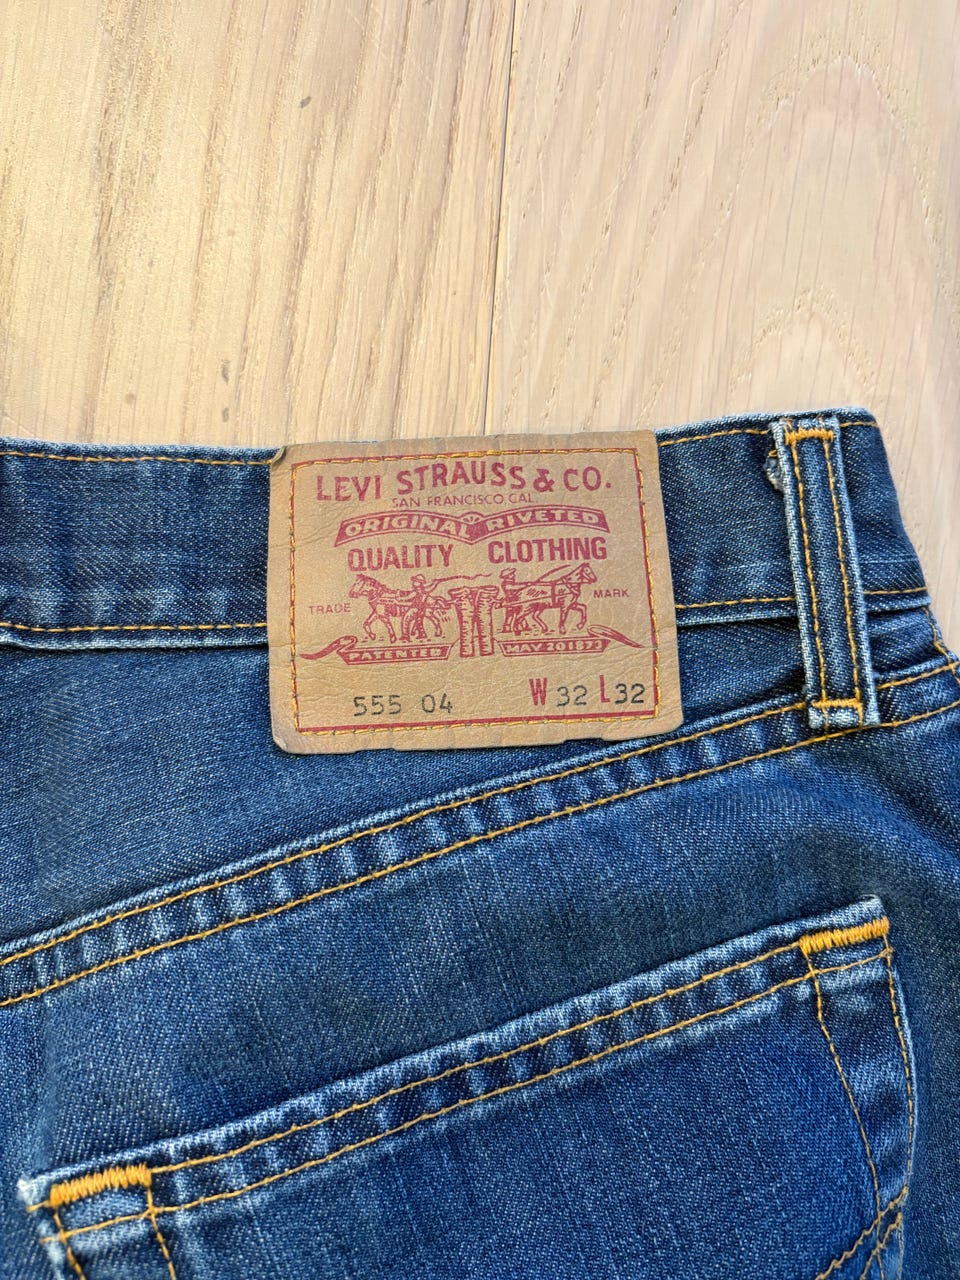 LEVI STRAUSS & CO.
SAN FRANCISCO, CAL
ORIGINAL RIVETED
QUALITY CLOTHING
TRADE MARK
PATENTED MAY 20 1873
555 04 W 32 L 32